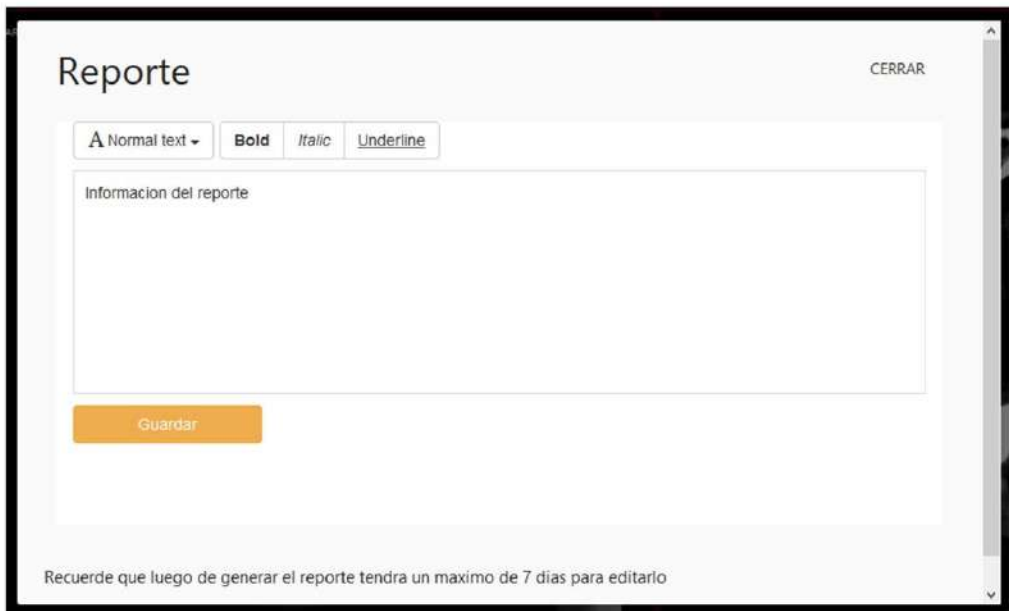 Reporte
CERRAR
A Normal text Bold Italic Underline
Informacion del reporte
Guardar
Recuerde que luego de generar el reporte tendra un maximo de 7 dias para editarlo